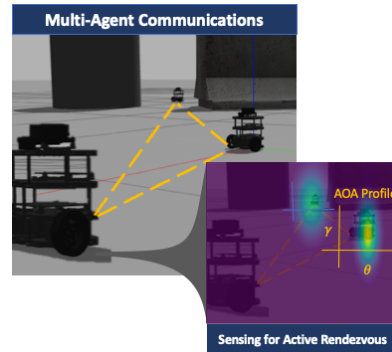 Multi-Agent Communications
AOA Profile
γ
θ
Sensing for Active Rendezvous